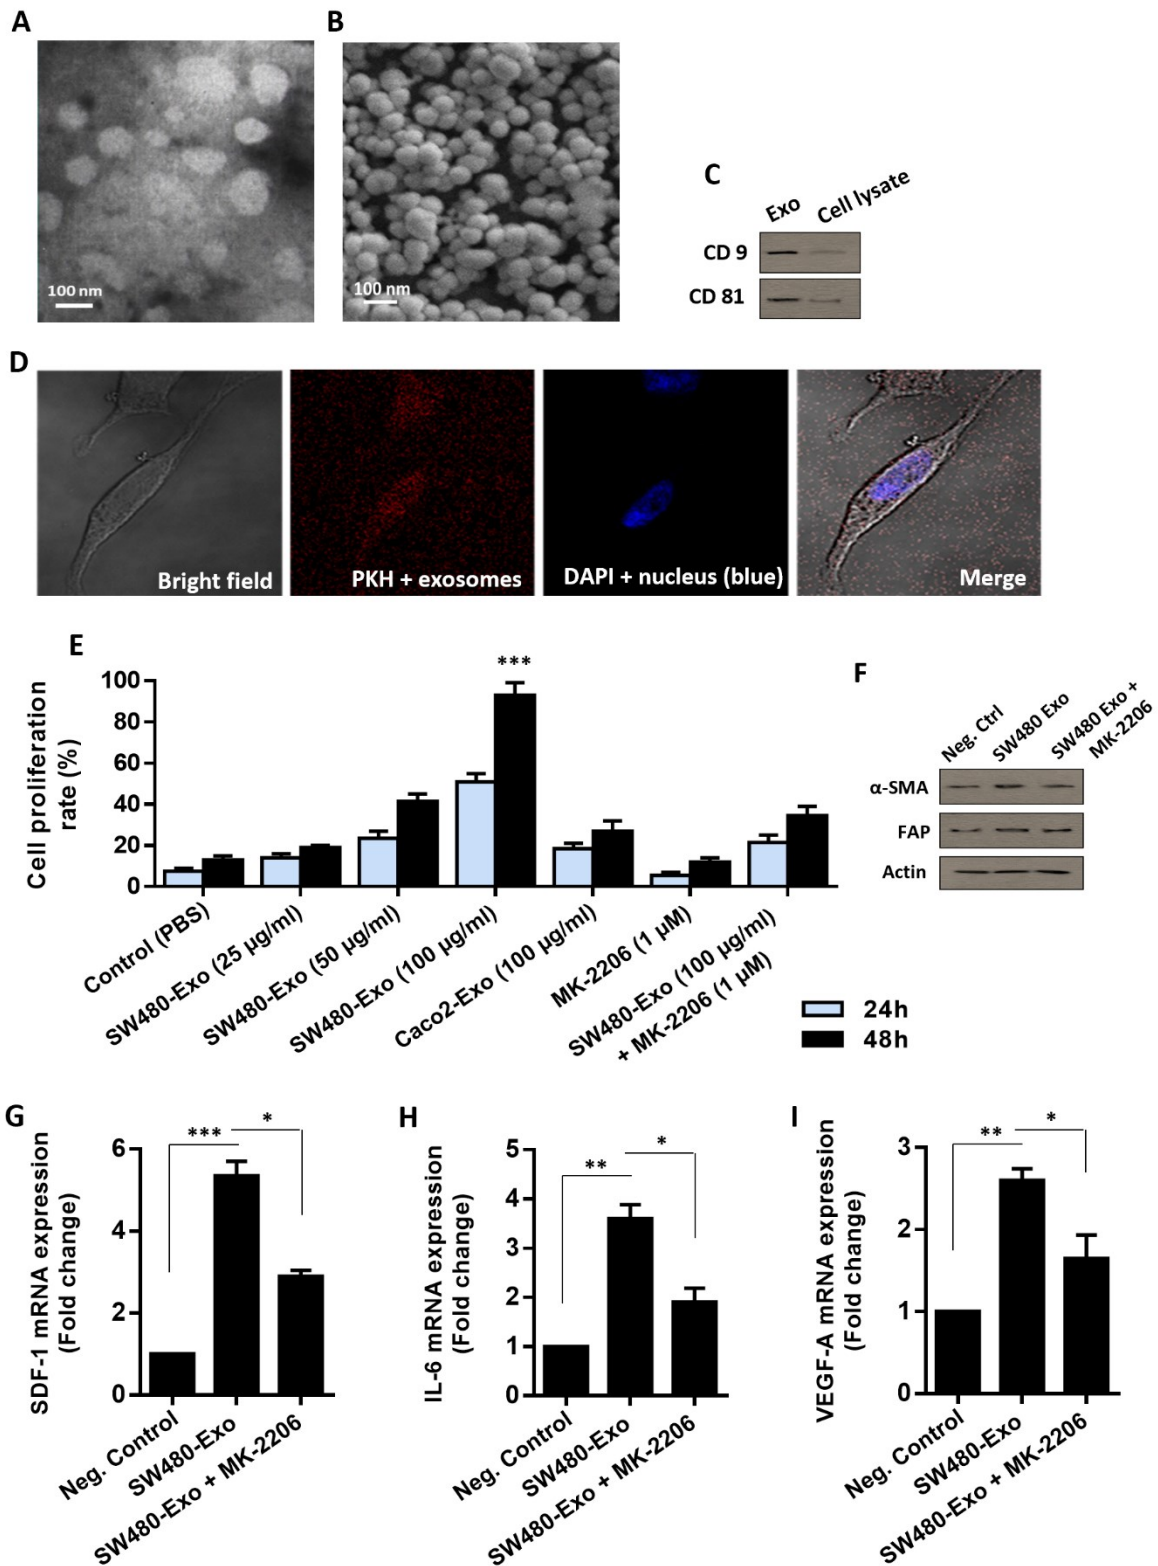 A
B
100 nm
100 nm
C
Exo
Cell lysate
CD 9
CD 81
D
Bright field
PKH + exosomes
DAPI + nucleus (blue)
Merge
E
***
Cell proliferation
rate (%)
100
80
60
40
20
0
Control (PBS)
SW480-Exo (25 µg/ml)
SW480-Exo (50 µg/ml)
SW480-Exo (100 µg/ml)
Caco2-Exo (100 µg/ml)
MK-2206 (1 µM)
SW480-Exo (100 µg/ml)
+ MK-2206 (1 µM)
24h
48h
F
Neg. Ctrl
SW480 Exo
SW480 Exo +
MK-2206
α-SMA
FAP
Actin
G
SDF-1 mRNA expression
(Fold change)
6
4
2
0
***
*
Neg. Control
SW480-Exo
SW480-Exo + MK-2206
H
IL-6 mRNA expression
(Fold change)
5
4
3
2
1
0
**
*
Neg. Control
SW480-Exo
SW480-Exo + MK-2206
I
VEGF-A mRNA expression
(Fold change)
3
2
1
0
**
*
Neg. Control
SW480-Exo
SW480-Exo + MK-2206